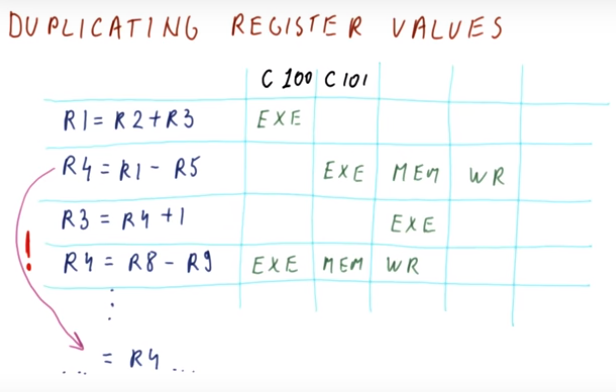 DUPLICATING REGISTER VALUES
C 100 C 101
R1 = R2 + R3 EXE
R4 = R1 - R5 EXE MEM WR
R3 = R4 + 1 EXE
! R4 = R8 - R9 EXE MEM WR
⋮
... = R4 ...